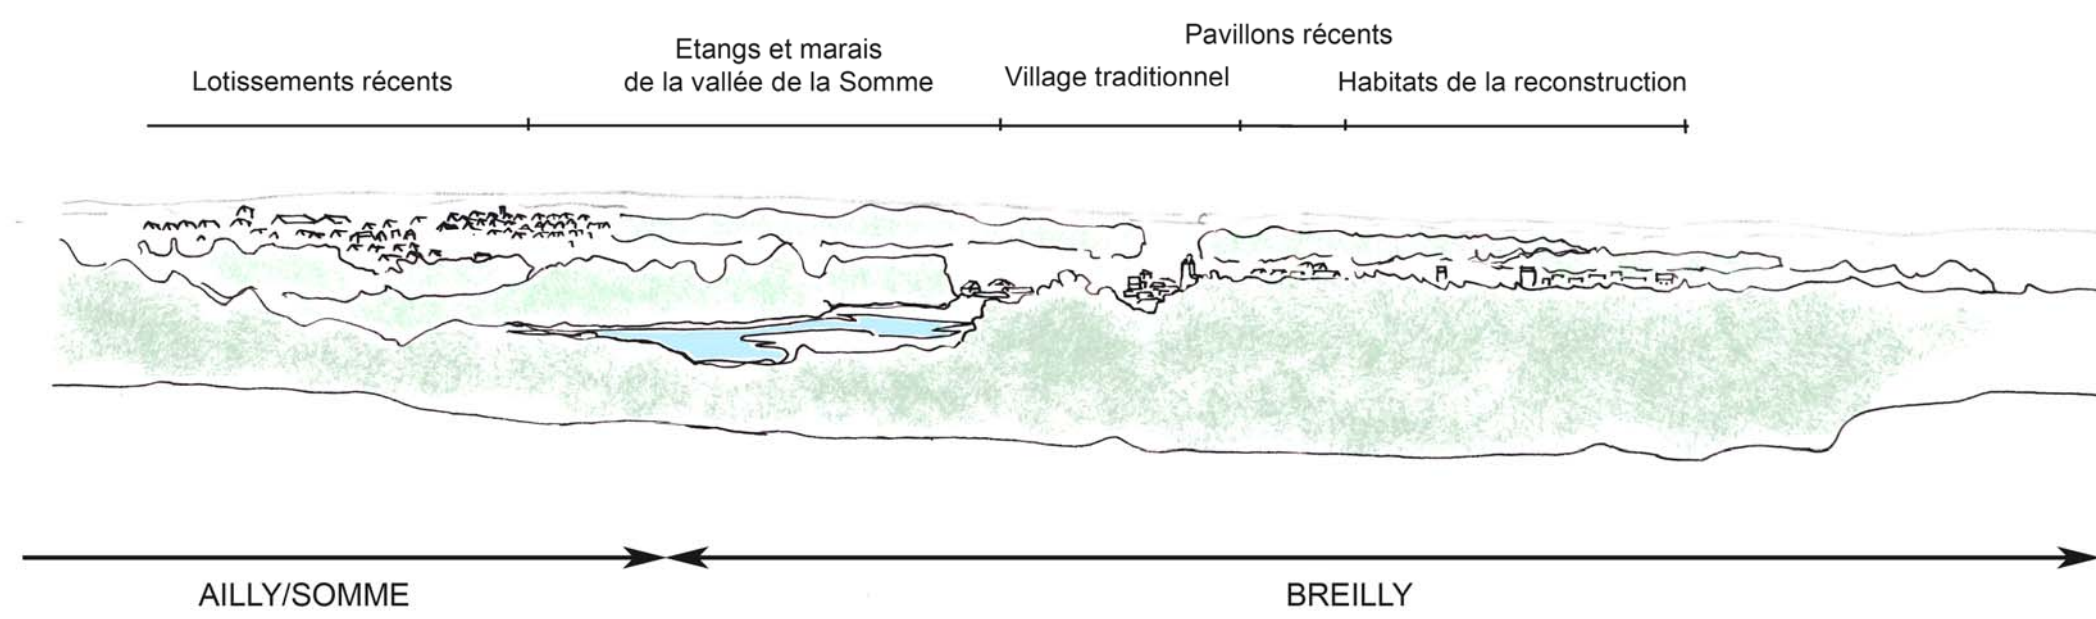 Lotissements récents
Etangs et marais
de la vallée de la Somme
Village traditionnel
Pavillons récents
Habitats de la reconstruction
AILLY/SOMME
BREILLY